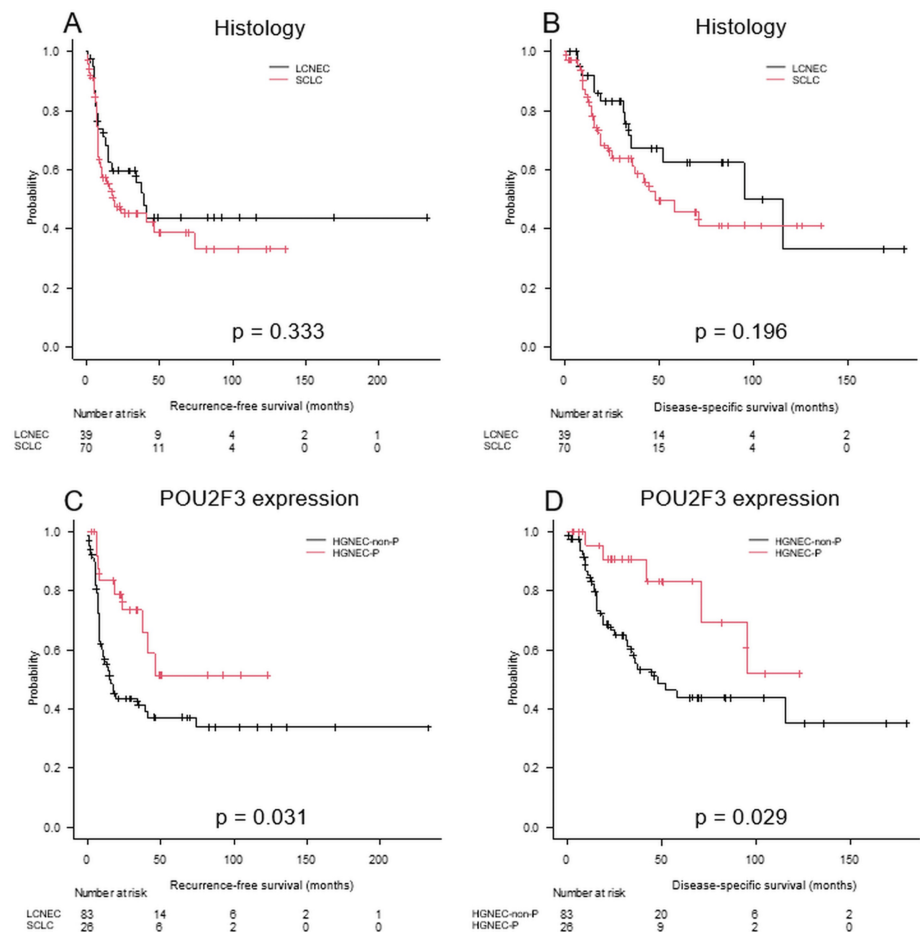 A
Histology
LCNEC
SCLC
1.0
0.8
0.6
0.4
0.2
0.0
Probability
p = 0.333
0 50 100 150 200
Recurrence-free survival (months)
Number at risk
LCNEC 39 9 4 2 1
SCLC 70 11 4 0 0
B
Histology
LCNEC
SCLC
1.0
0.8
0.6
0.4
0.2
0.0
Probability
p = 0.196
0 50 100 150
Disease-specific survival (months)
Number at risk
LCNEC 39 14 4 2
SCLC 70 15 4 0
C
POU2F3 expression
HGNEC-non-P
HGNEC-P
1.0
0.8
0.6
0.4
0.2
0.0
Probability
p = 0.031
0 50 100 150 200
Recurrence-free survival (months)
Number at risk
LCNEC 83 14 6 2 1
SCLC 26 6 2 0 0
D
POU2F3 expression
HGNEC-non-P
HGNEC-P
1.0
0.8
0.6
0.4
0.2
0.0
Probability
p = 0.029
0 50 100 150
Disease-specific survival (months)
Number at risk
HGNEC-non-P 83 20 6 2
HGNEC-P 26 9 2 0